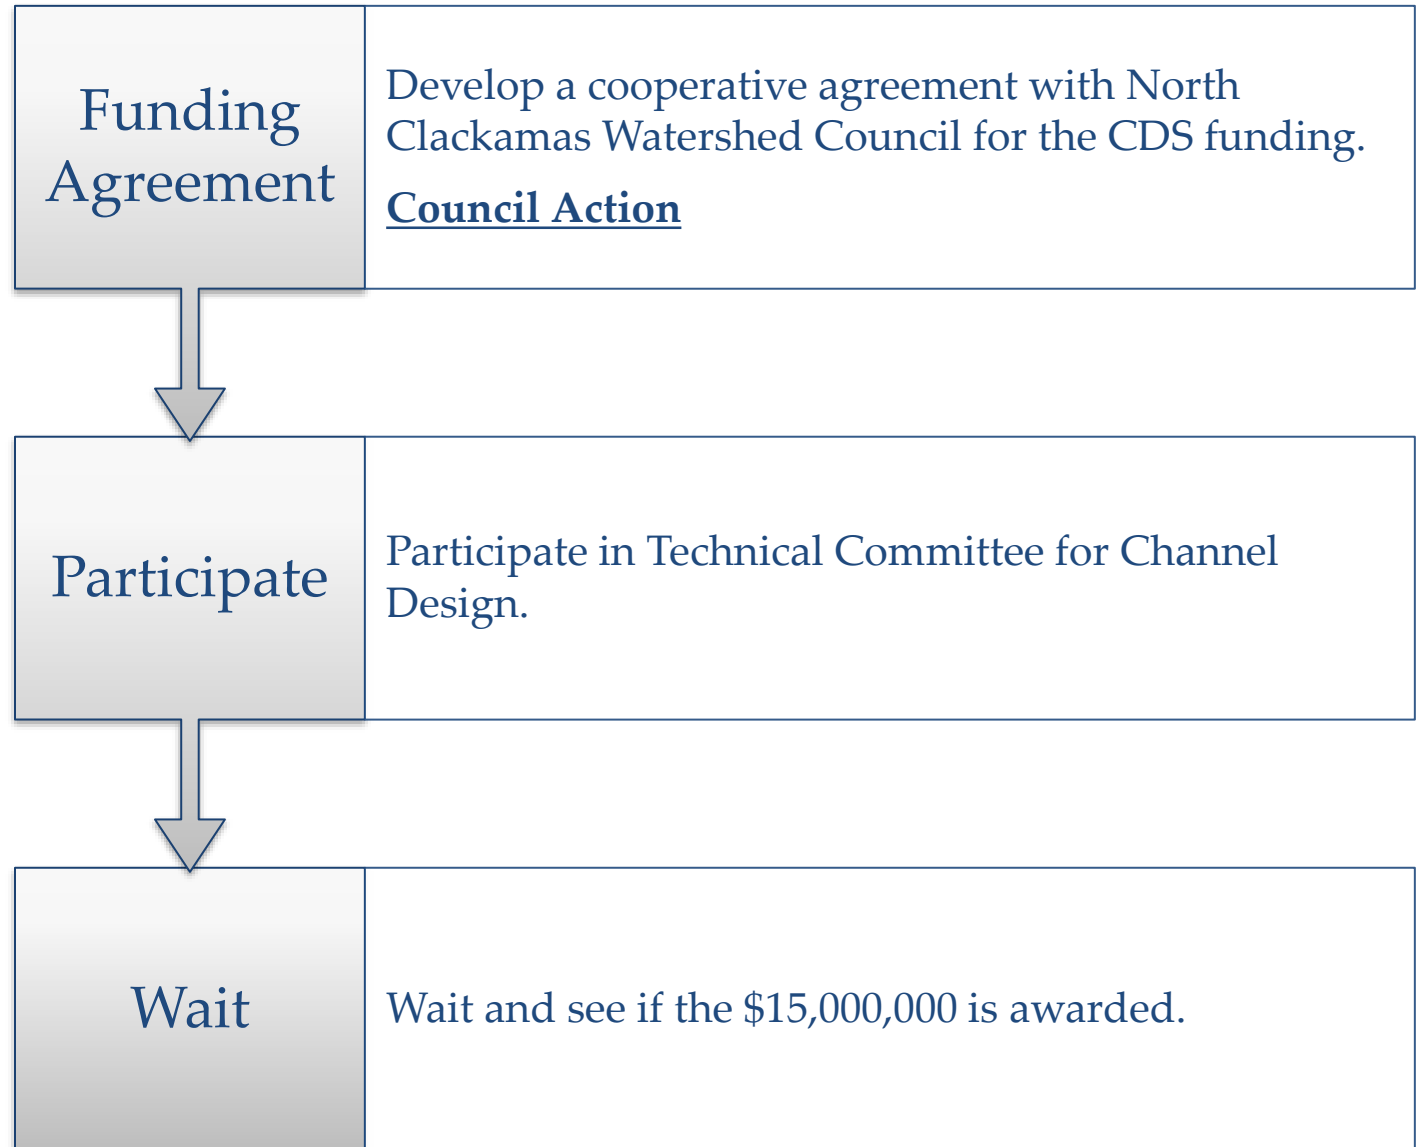 Funding
Agreement
Develop a cooperative agreement with North
Clackamas Watershed Council for the CDS funding.
Council Action
Participate
Participate in Technical Committee for Channel
Design.
Wait
Wait and see if the $15,000,000 is awarded.